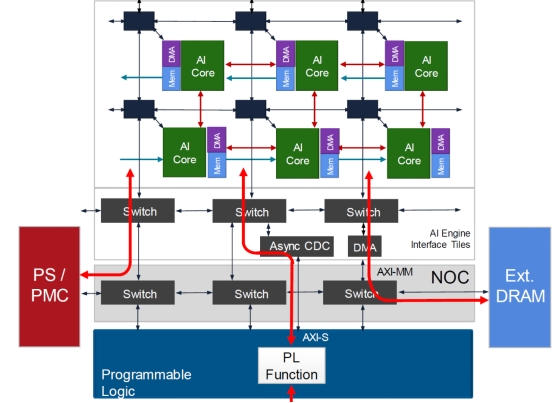 DMA
Mem
AI
Core
DMA
Mem
AI
Core
DMA
Mem
AI
Core
AI
Core
DMA
Mem
AI
Core
DMA
Mem
AI
Core
DMA
Mem
Switch
Switch
Switch
AI Engine
Interface Tiles
Async CDC
DMA
PS /
PMC
AXI-MM
NOC
Ext.
DRAM
Switch
Switch
Switch
AXI-S
PL
Function
Programmable
Logic